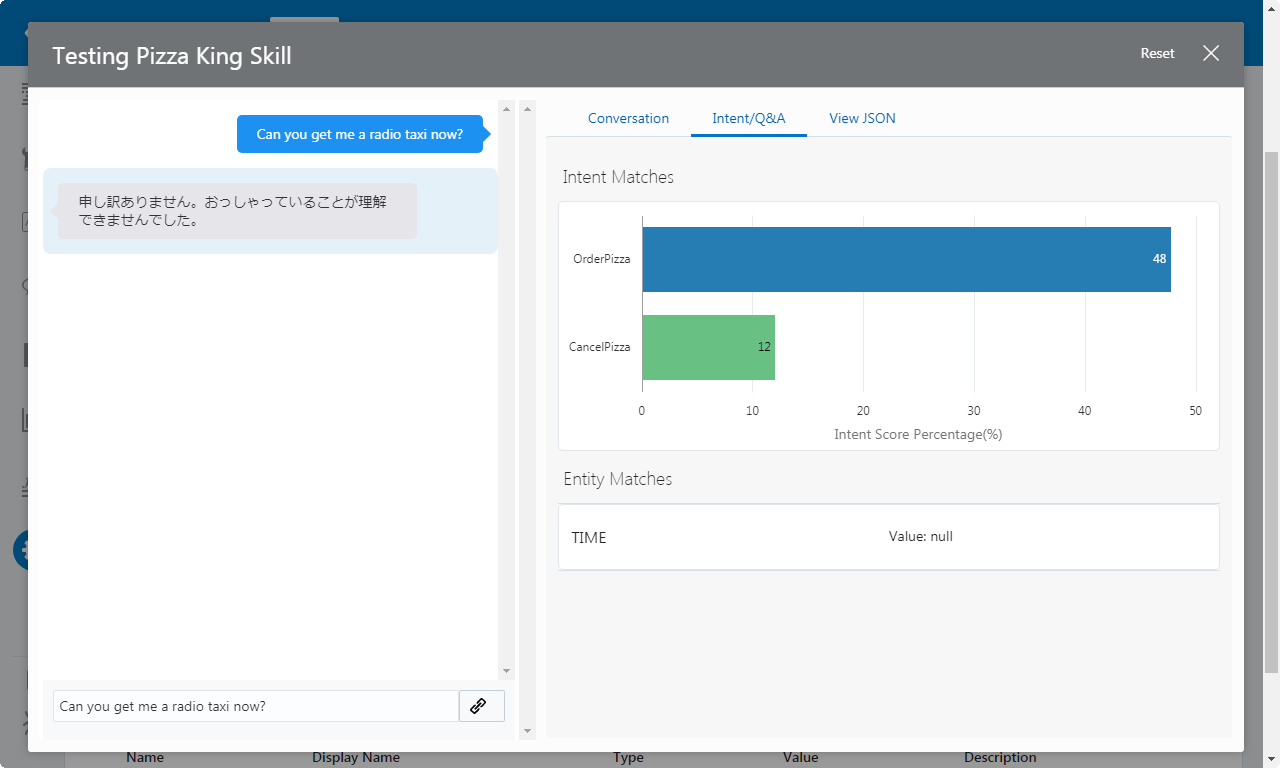 Testing Pizza King Skill
Reset
Can you get me a radio taxi now?
申し訳ありません。おっしゃっていることが理解
できませんでした。
Can you get me a radio taxi now?
Conversation
Intent/Q&A
View JSON
Intent Matches
OrderPizza
48
CancelPizza
12
0 10 20 30 40 50
Intent Score Percentage(%)
Entity Matches
TIME
Value: null
Name Display Name Type Value Description